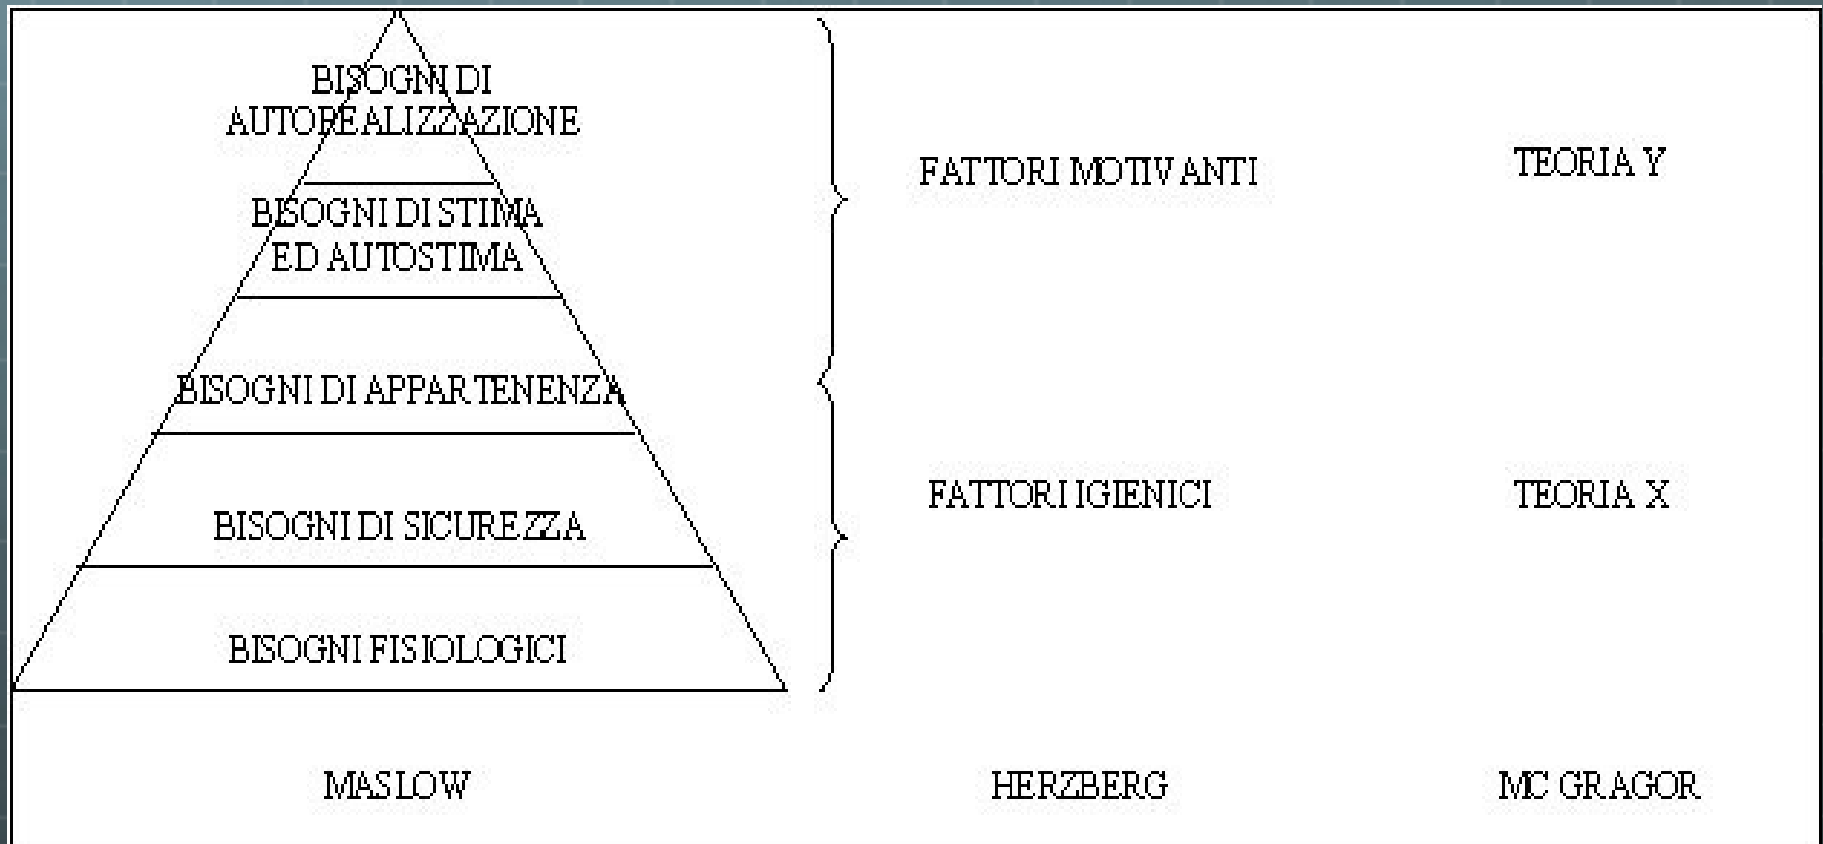 BISOGNI DI
AUTOREALIZZAZIONE
BISOGNI DI STIMA
ED AUTOSTIMA
BISOGNI DI APPARTENENZA
BISOGNI DI SICUREZZA
BISOGNI FISIOLOGICI
MASLOW
FATTORI MOTIVANTI
FATTORI IGIENICI
HERZBERG
TEORIA Y
TEORIA X
MC GRAGOR